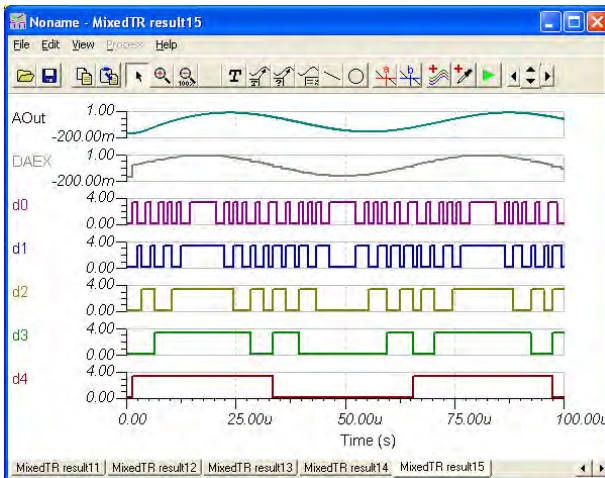 Noname - MixedTR result15
File Edit View Process Help
T 100%
a b
AOut 1.00
-200.00m
DAEX 1.00
-200.00m
d0 4.00
0.00
d1 4.00
0.00
d2 4.00
0.00
d3 4.00
0.00
d4 4.00
0.00
0.00 25.00u 50.00u 75.00u 100.00u
Time (s)
MixedTR result11 MixedTR result12 MixedTR result13 MixedTR result14 MixedTR result15